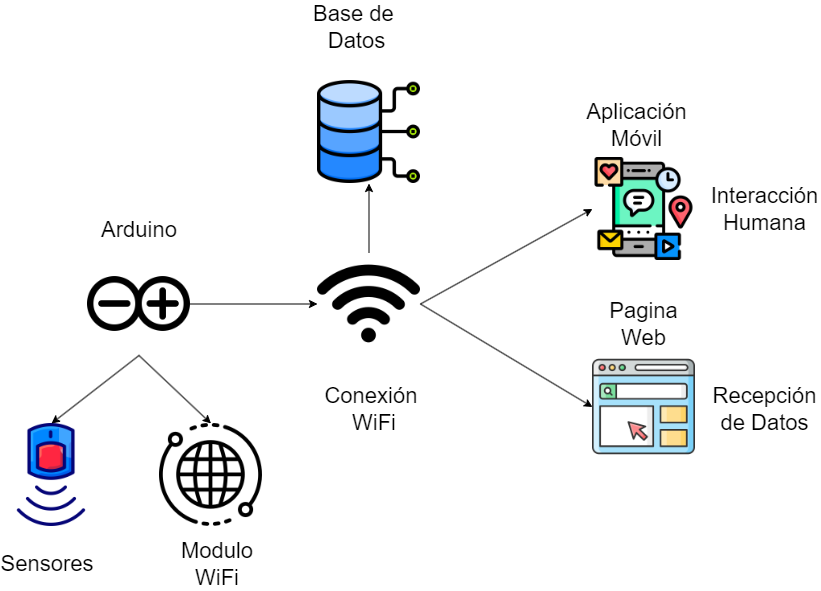 Base de
Datos
Aplicación
Móvil
Interacción
Humana
Arduino
Pagina
Web
Conexión
WiFi
Recepción
de Datos
Sensores
Modulo
WiFi